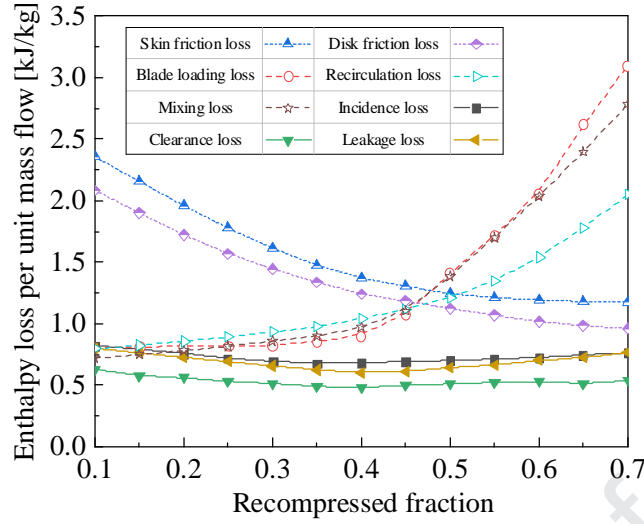 Enthalpy loss per unit mass flow [kJ/kg]
3.5
3.0
2.5
2.0
1.5
1.0
0.5
0.0
Skin friction loss Disk friction loss
Blade loading loss Recirculation loss
Mixing loss Incidence loss
Clearance loss Leakage loss
0.1 0.2 0.3 0.4 0.5 0.6 0.7
Recompressed fraction
f